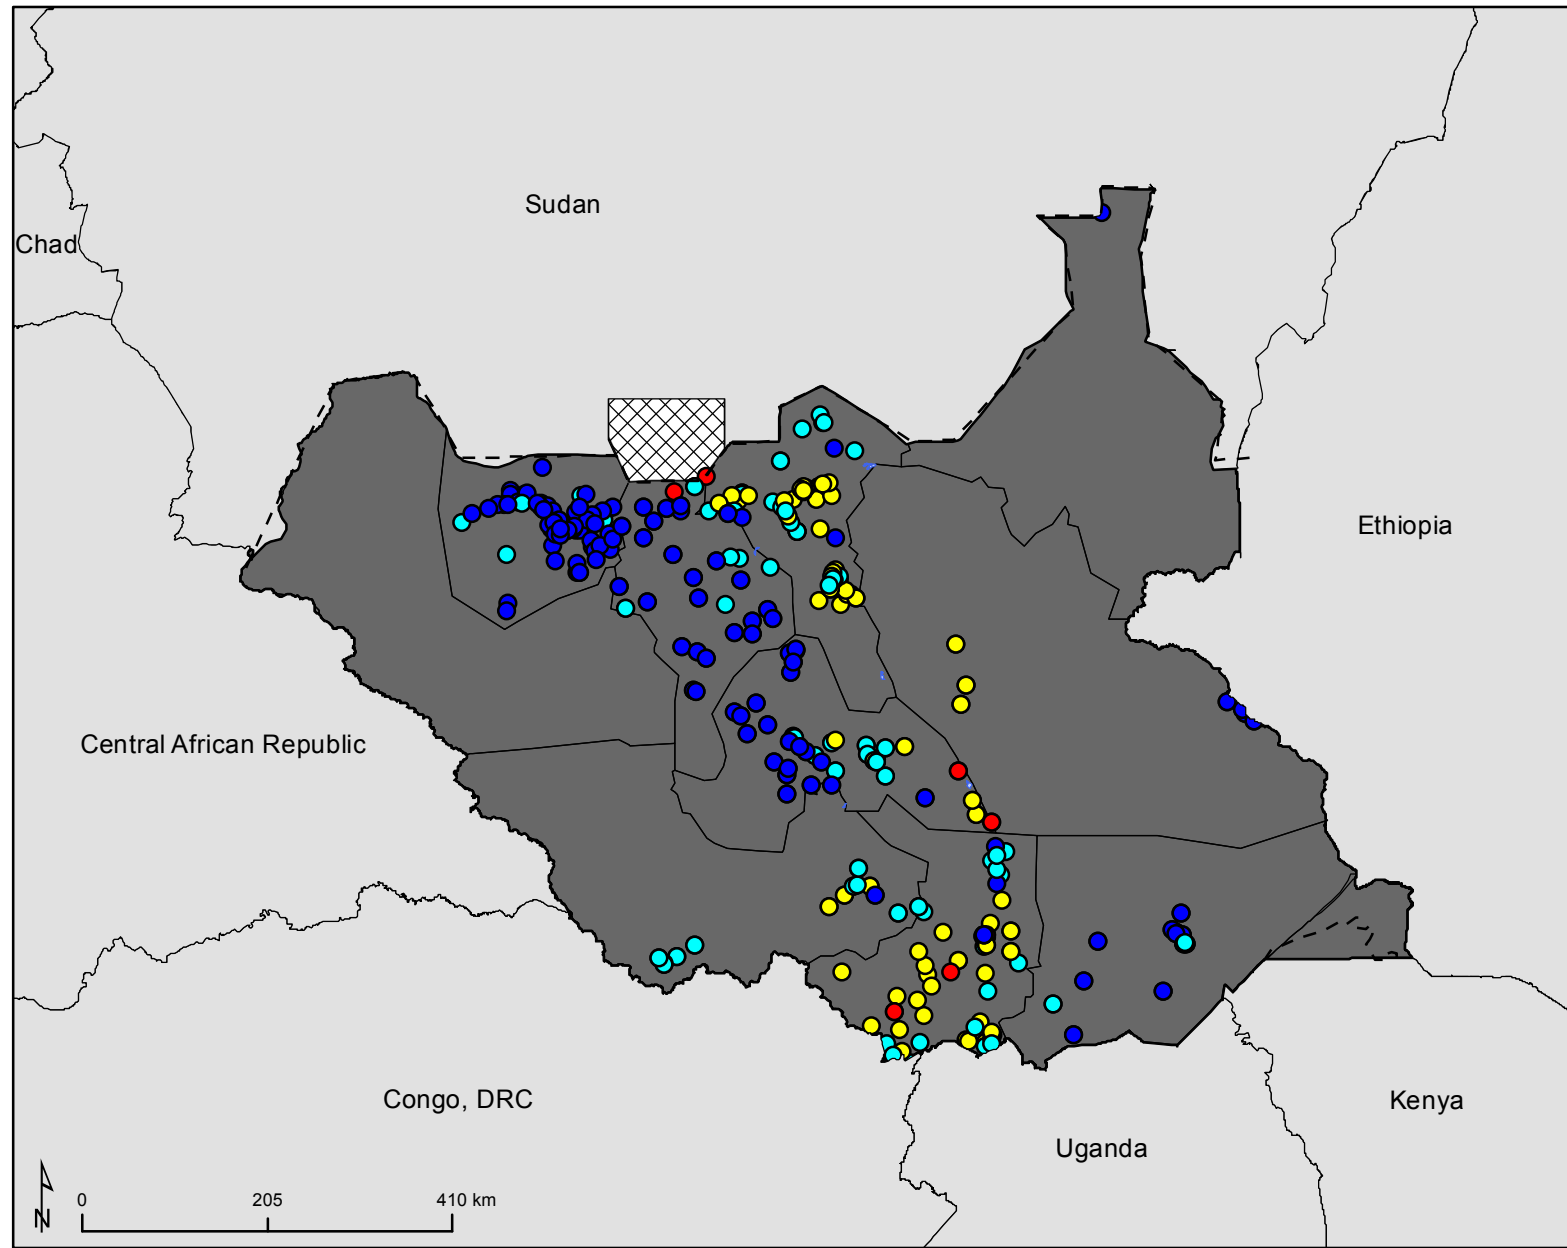 Sudan
Chad
Ethiopia
Central African Republic
Congo, DRC
Kenya
Uganda
N
0 205 410 km